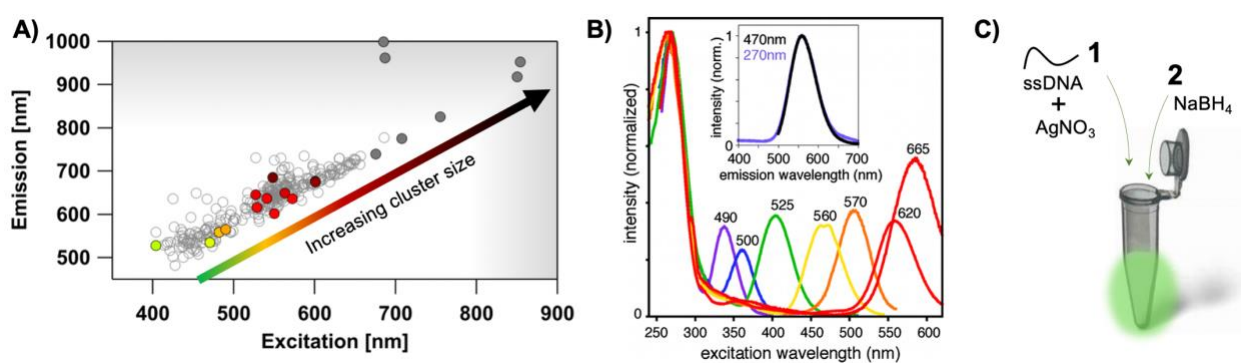 A)
Emission [nm]
1000
900
800
700
600
500
400
500
600
700
800
900
Excitation [nm]
Increasing cluster size
B)
intensity (normalized)
1
0
250
300
350
400
450
500
550
600
excitation wavelength (nm)
490
500
525
560
570
620
665
470nm
270nm
intensity (norm.)
1
0
400
500
600
700
emission wavelength (nm)
C)
1
ssDNA
+
AgNO₃
2
NaBH₄